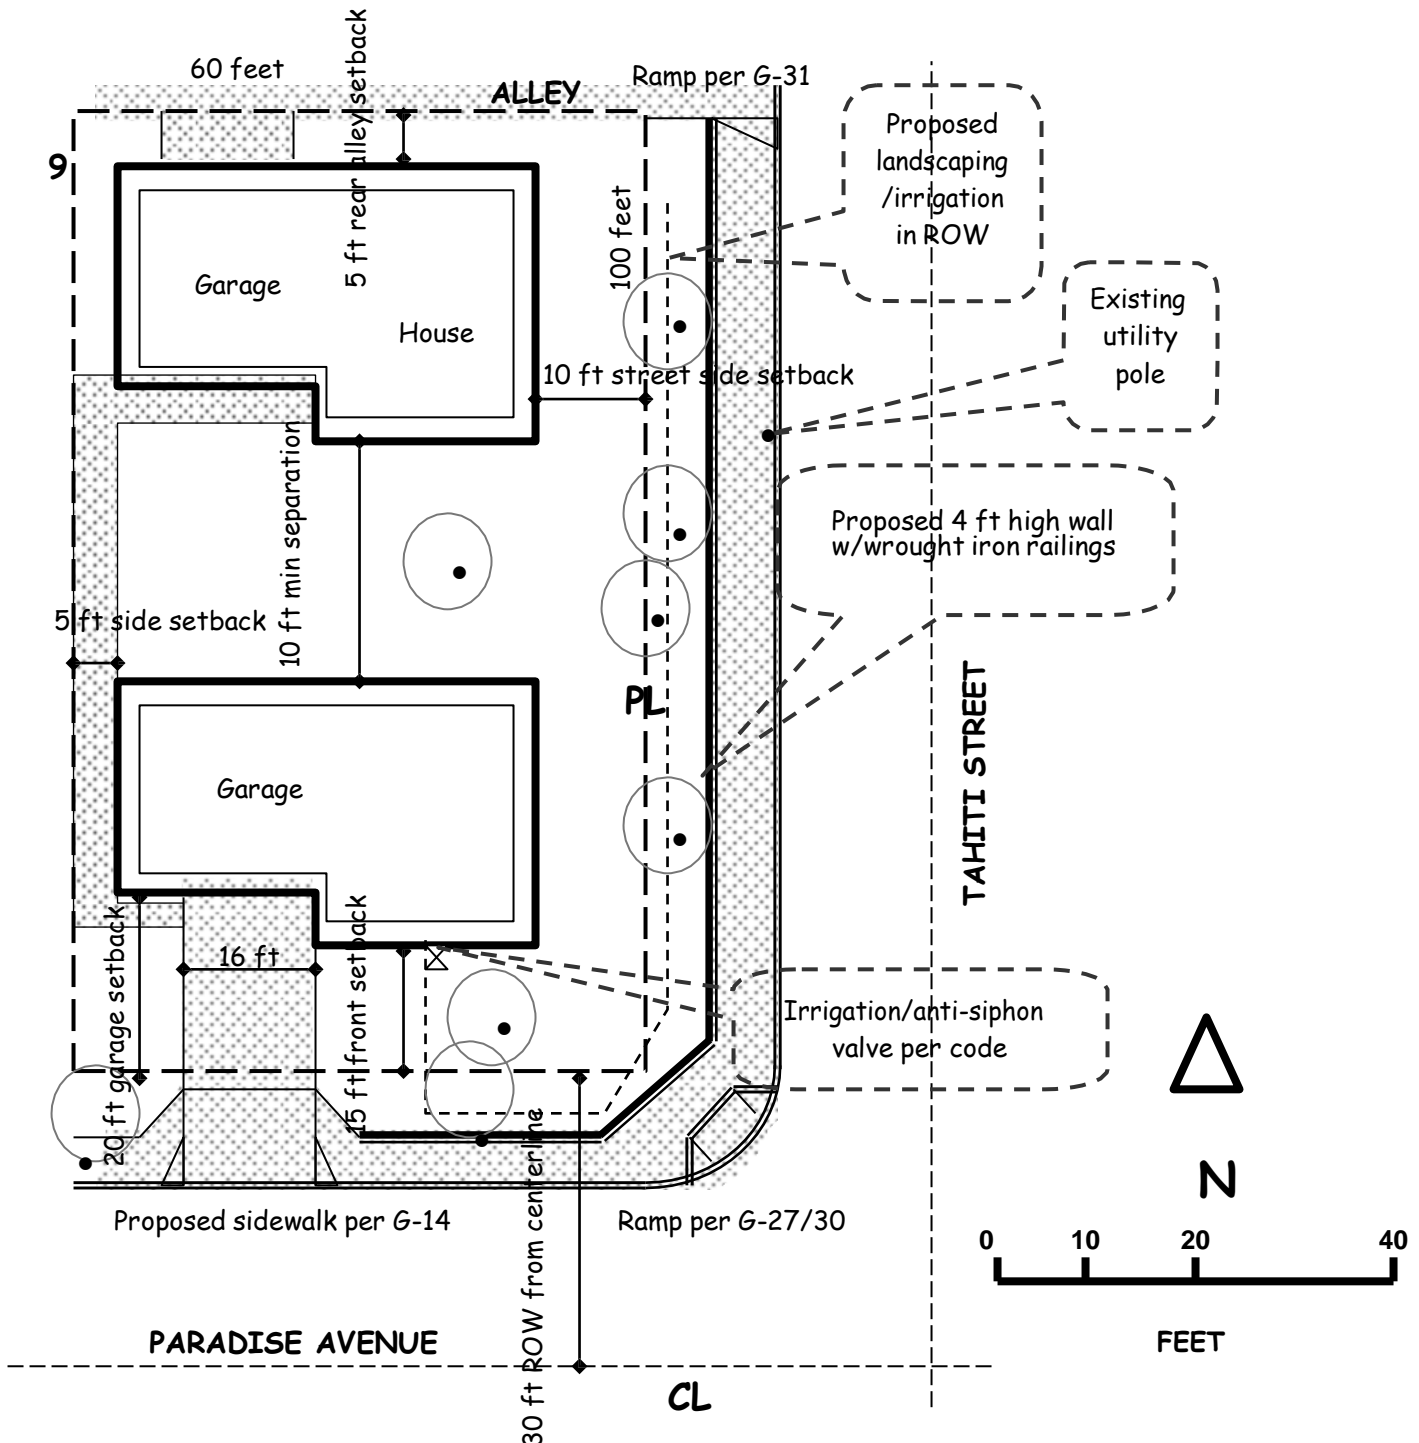 60 feet
5 ft rear alley setback
ALLEY
Ramp per G-31
9
Proposed
landscaping
/irrigation
in ROW
100 feet
Garage
House
Existing
utility
pole
10 ft street side setback
10 ft min separation
Proposed 4 ft high wall
w/wrought iron railings
5 ft side setback
PL
TAHITI STREET
Garage
20 ft garage setback
16 ft
15 ft front setback
Irrigation/anti-siphon
valve per code
N
Proposed sidewalk per G-14
30 ft ROW from centerline
Ramp per G-27/30
0 10 20 40
FEET
PARADISE AVENUE
CL